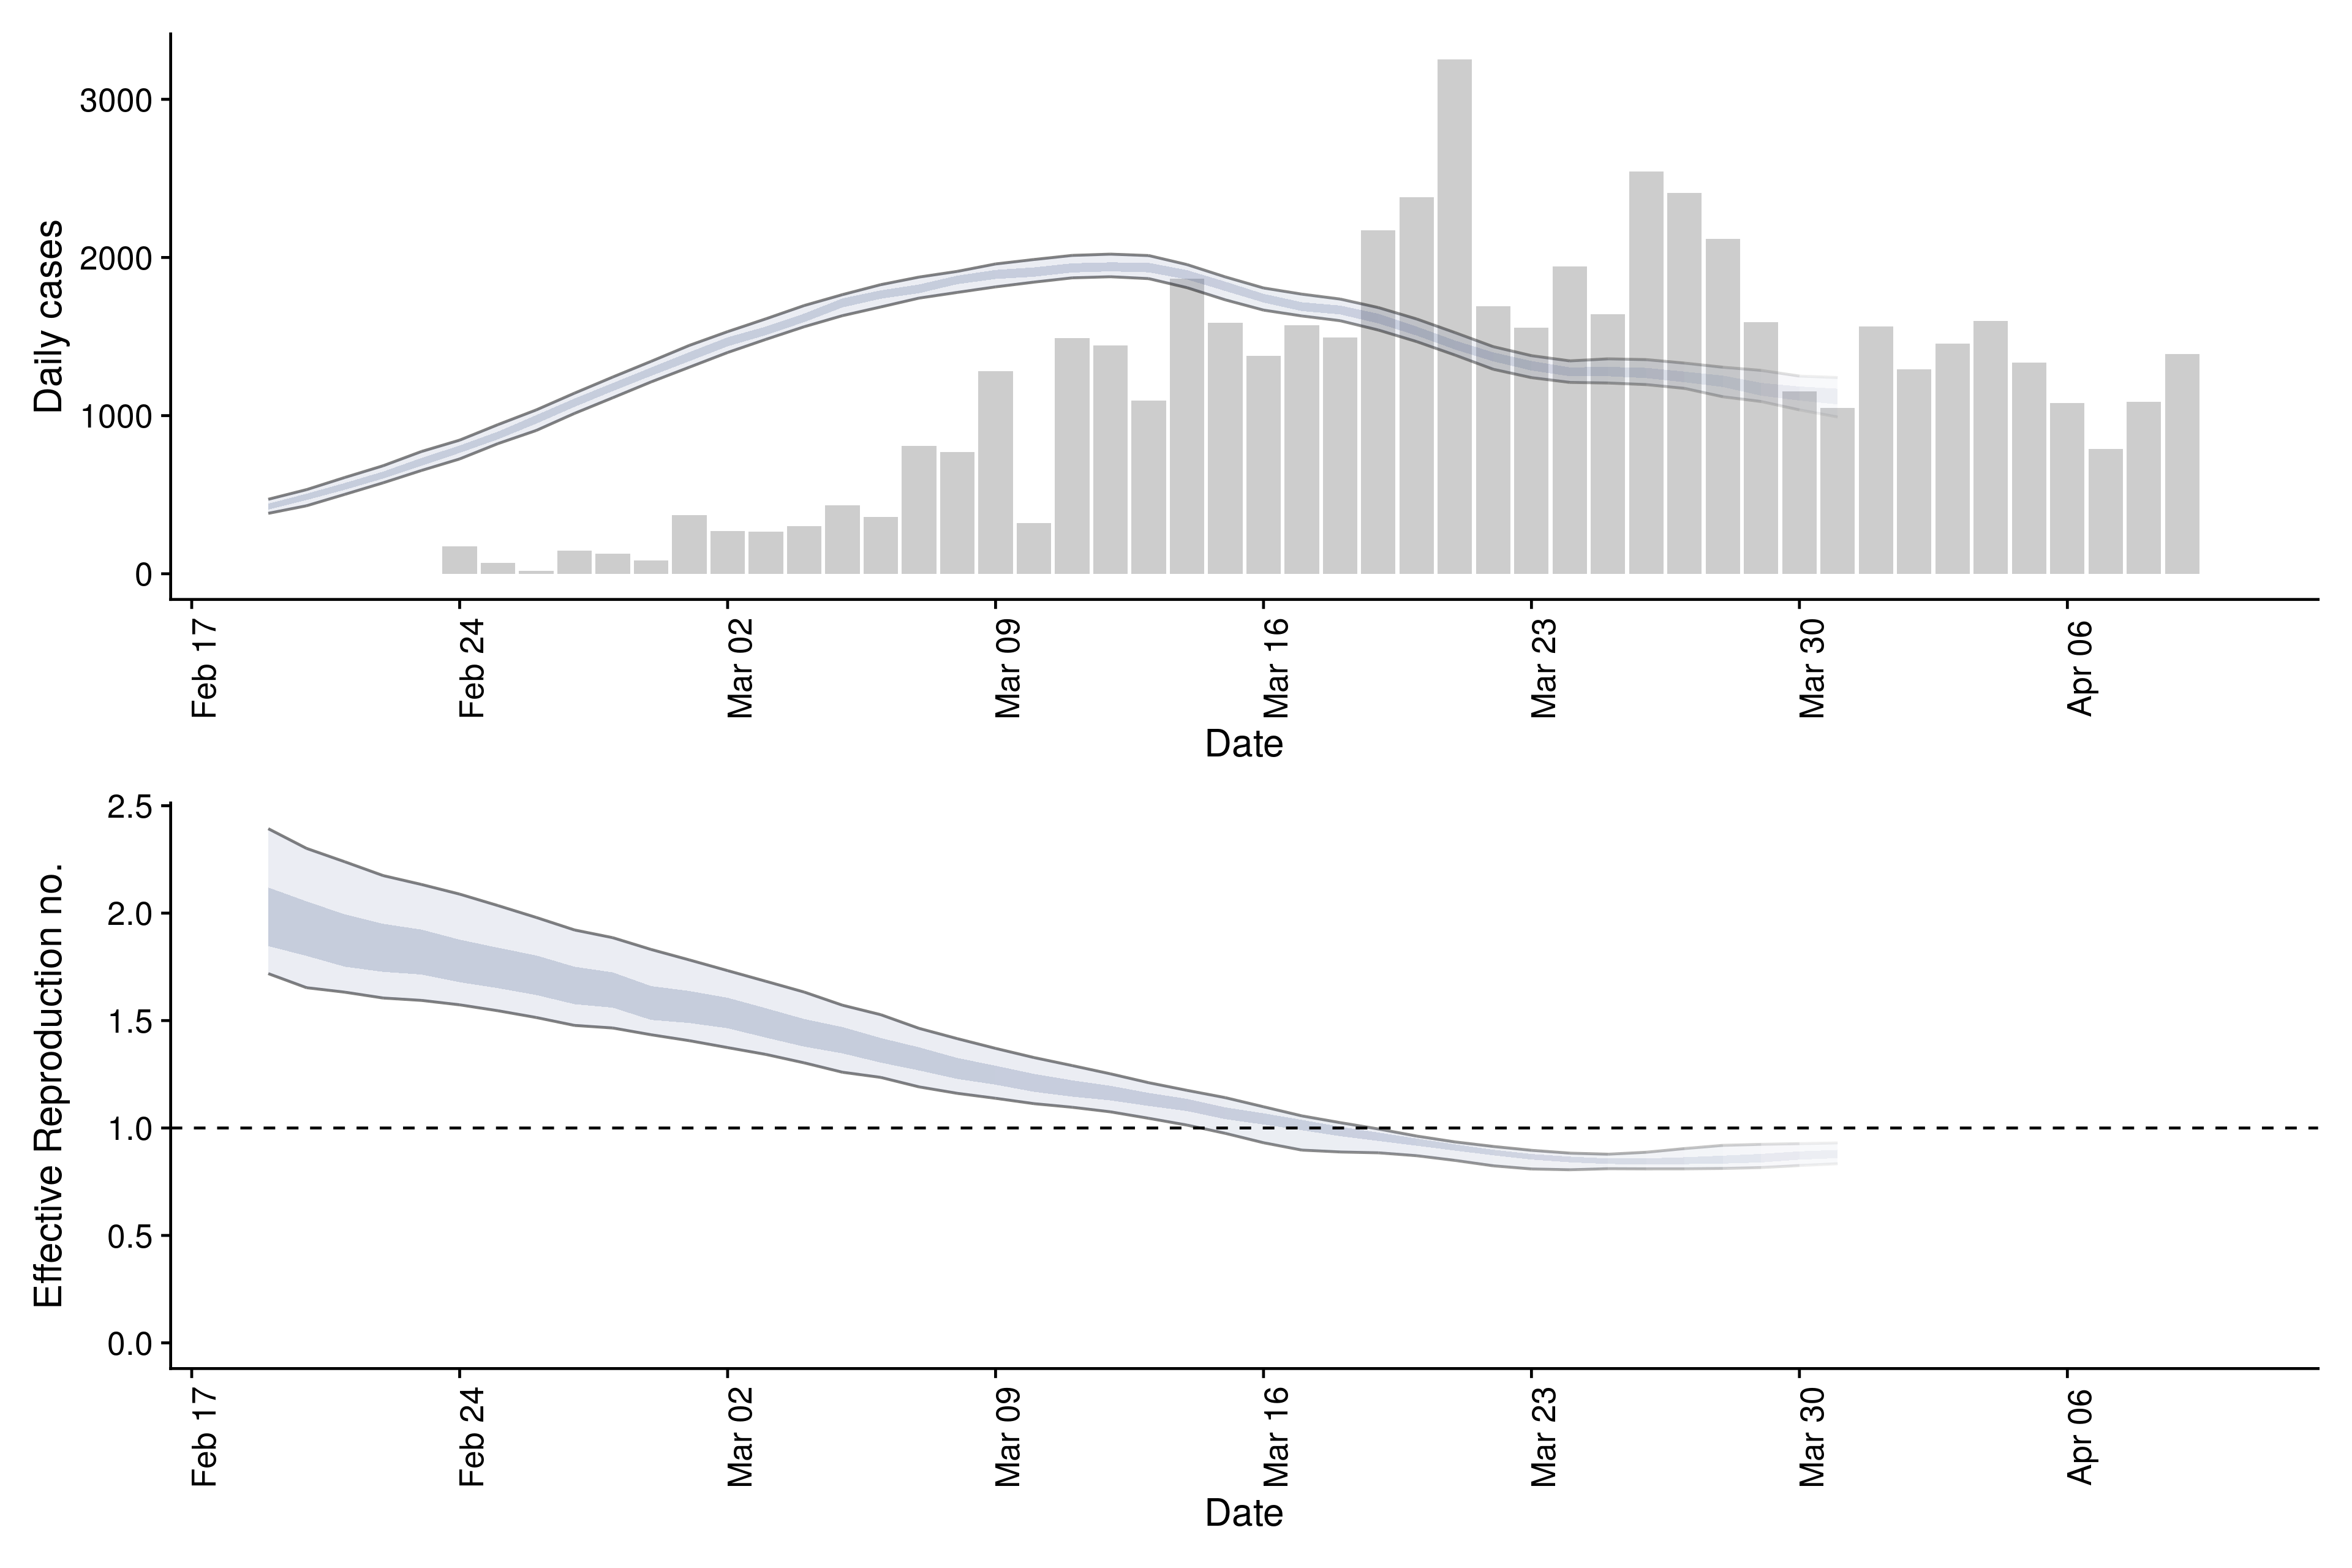 Daily cases
3000
2000
1000
0
Feb 17
Feb 24
Mar 02
Mar 09
Mar 16
Mar 23
Mar 30
Apr 06
Date
Effective Reproduction no.
2.5
2.0
1.5
1.0
0.5
0.0
Feb 17
Feb 24
Mar 02
Mar 09
Mar 16
Mar 23
Mar 30
Apr 06
Date